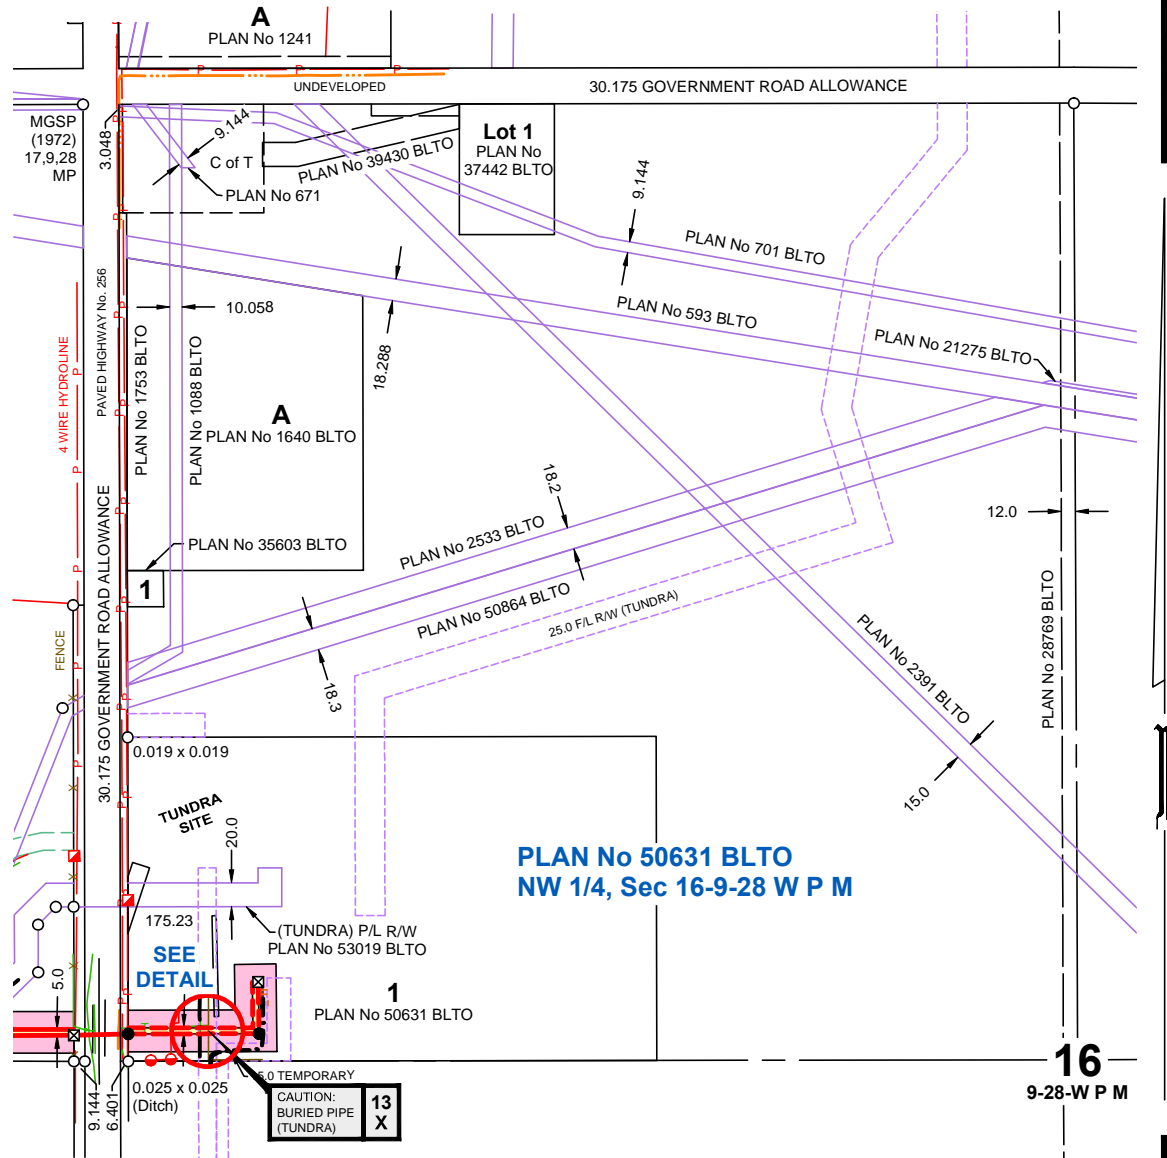 A
PLAN No 1241
UNDEVELOPED
30.175 GOVERNMENT ROAD ALLOWANCE
MGSP
(1972)
17,9,28
MP
3.048
9.144
C of T
PLAN No 671
PLAN No 39430 BLTO
Lot 1
PLAN No
37442 BLTO
9.144
PLAN No 701 BLTO
PLAN No 593 BLTO
PLAN No 21275 BLTO
10.058
18.288
4 WIRE HYDROLINE
PAVED HIGHWAY No. 256
PLAN No 1753 BLTO
PLAN No 1088 BLTO
A
PLAN No 1640 BLTO
18.2
12.0
PLAN No 2533 BLTO
PLAN No 35603 BLTO
1
PLAN No 50864 BLTO
25.0 F/L R/W (TUNDRA)
PLAN No 2391 BLTO
PLAN No 28769 BLTO
FENCE
30.175 GOVERNMENT ROAD ALLOWANCE
18.3
0.019 x 0.019
15.0
TUNDRA
SITE
20.0
PLAN No 50631 BLTO
NW 1/4, Sec 16-9-28 W P M
175.23
(TUNDRA) P/L R/W
PLAN No 53019 BLTO
SEE
DETAIL
5.0
1
PLAN No 50631 BLTO
16
9-28-W P M
5.0 TEMPORARY
0.025 x 0.025
(Ditch)
9.144
6.401
CAUTION:
BURIED PIPE
(TUNDRA)
13
X